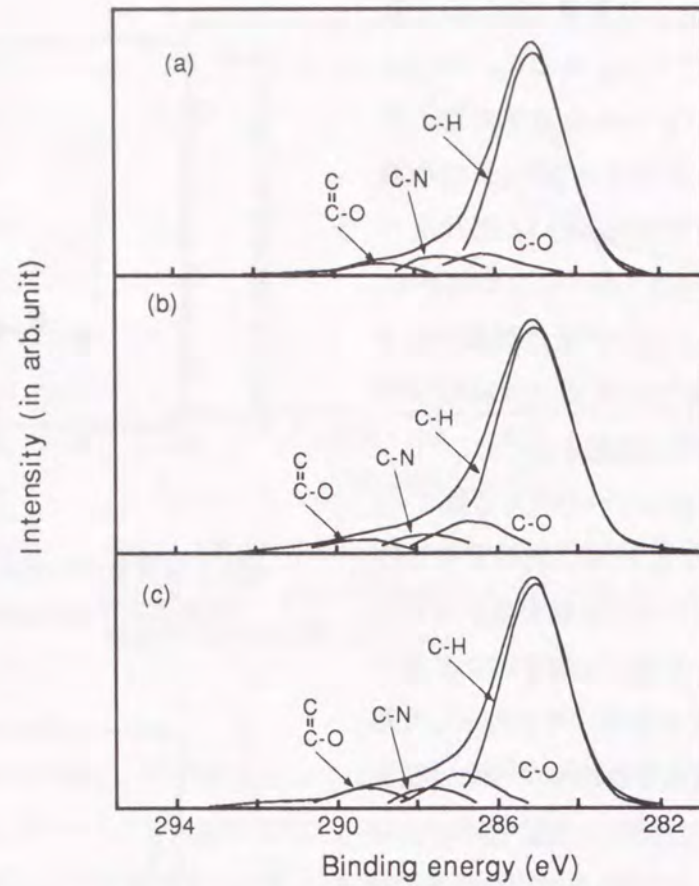 Intensity (in arb.unit)
(a)
C-H
C-N
C
=
C-O
C-O
(b)
C-H
C-N
C
=
C-O
C-O
(c)
C-H
C-N
C
=
C-O
C-O
294 290 286 282
Binding energy (eV)